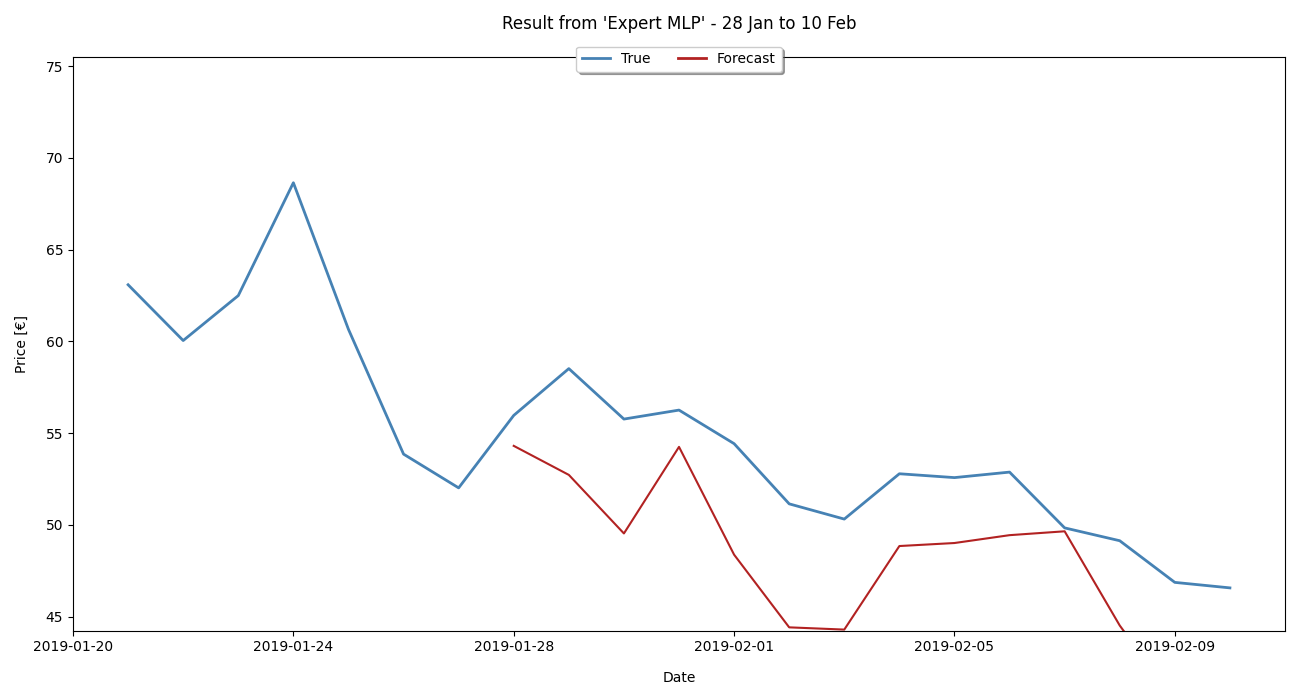 Result from 'Expert MLP' - 28 Jan to 10 Feb
True Forecast
75
70
65
60
55
50
45
Price [€]
2019-01-20 2019-01-24 2019-01-28 2019-02-01 2019-02-05 2019-02-09
Date